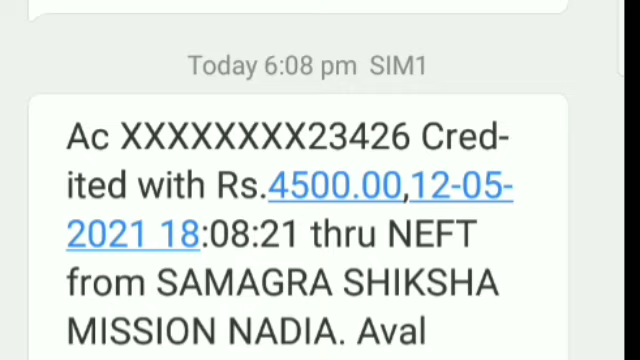 Today 6:08 pm SIM1
Ac XXXXXXXX23426 Cred-
ited with Rs.4500.00,12-05-
2021 18:08:21 thru NEFT
from SAMAGRA SHIKSHA
MISSION NADIA. Aval